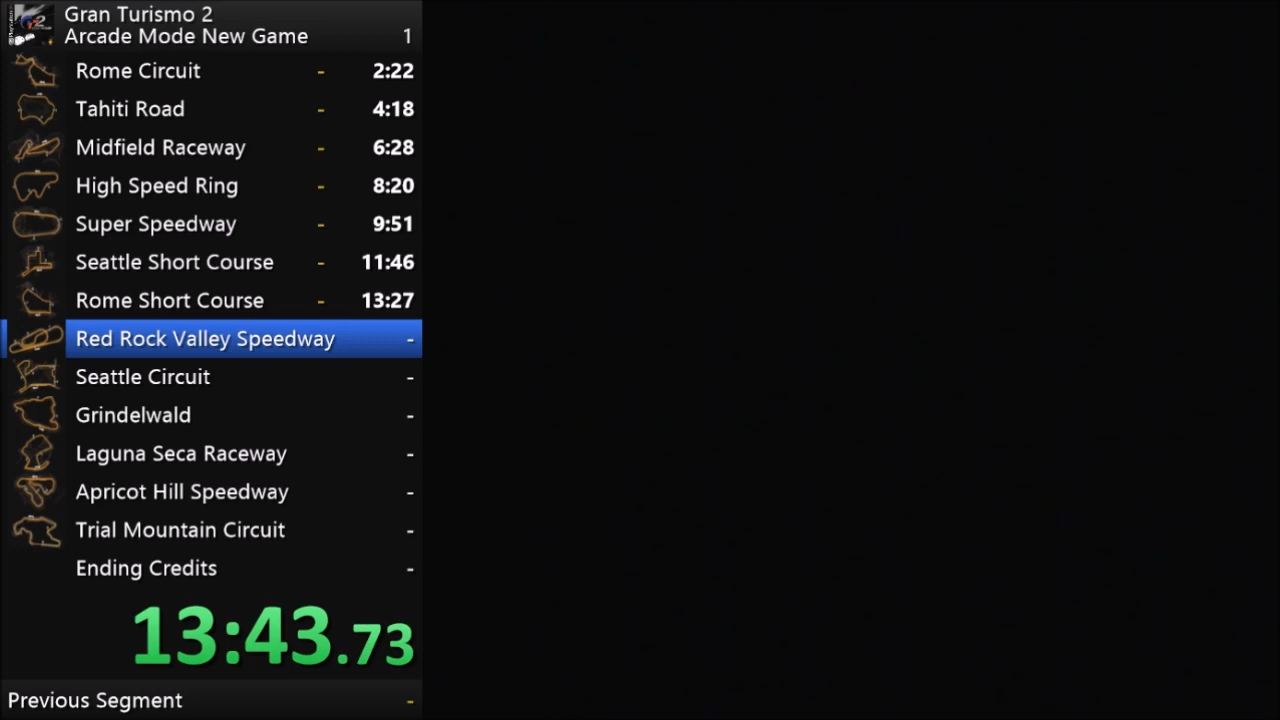 Gran Turismo 2
Arcade Mode New Game 1
Rome Circuit - 2:22
Tahiti Road - 4:18
Midfield Raceway - 6:28
High Speed Ring - 8:20
Super Speedway - 9:51
Seattle Short Course - 11:46
Rome Short Course - 13:27
Red Rock Valley Speedway -
Seattle Circuit -
Grindelwald -
Laguna Seca Raceway -
Apricot Hill Speedway -
Trial Mountain Circuit -
Ending Credits -
13:43.73
Previous Segment -